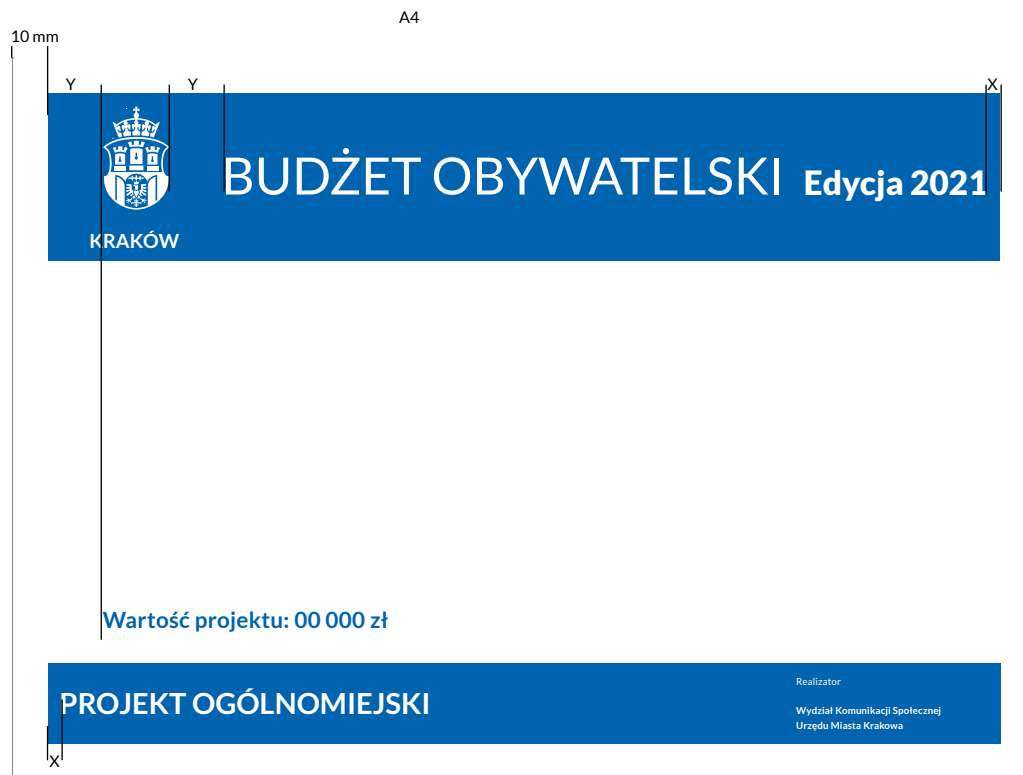 A4
10 mm
Y
Y
X
BUDŻET OBYWATELSKI Edycja 2021
KRAKÓW
Wartość projektu: 00 000 zł
PROJEKT OGÓLNOMIEJSKI
Realizator
Wydział Komunikacji Społecznej
Urzędu Miasta Krakowa
X